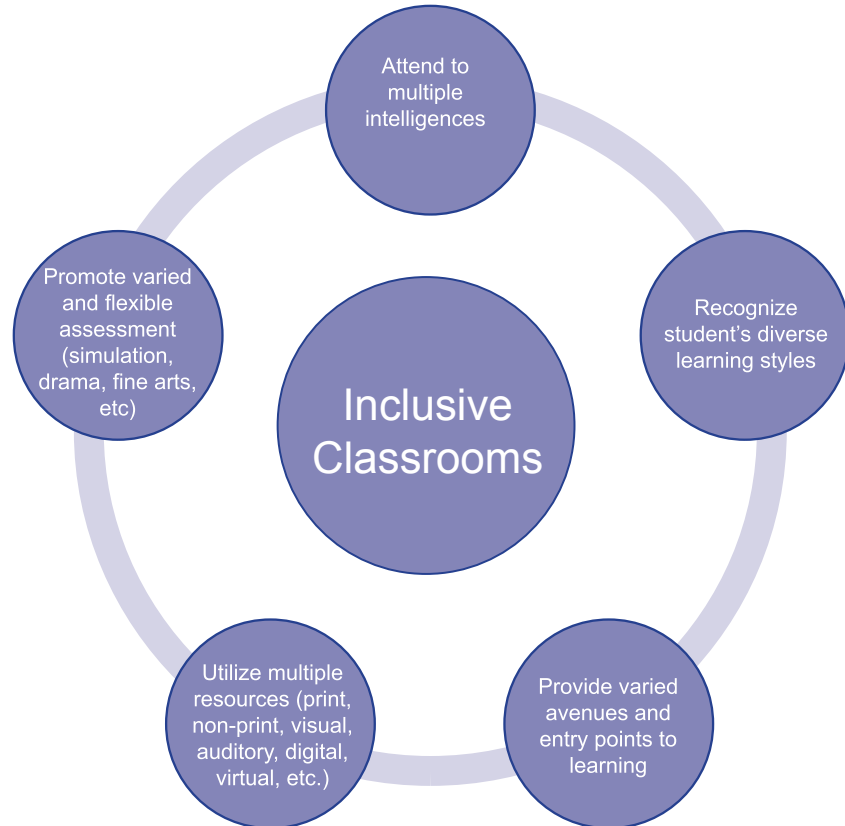 Attend to
multiple
intelligences
Recognize
student’s diverse
learning styles
Provide varied
avenues and
entry points to
learning
Utilize multiple
resources (print,
non-print, visual,
auditory, digital,
virtual, etc.)
Promote varied
and flexible
assessment
(simulation,
drama, fine arts,
etc)
Inclusive
Classrooms